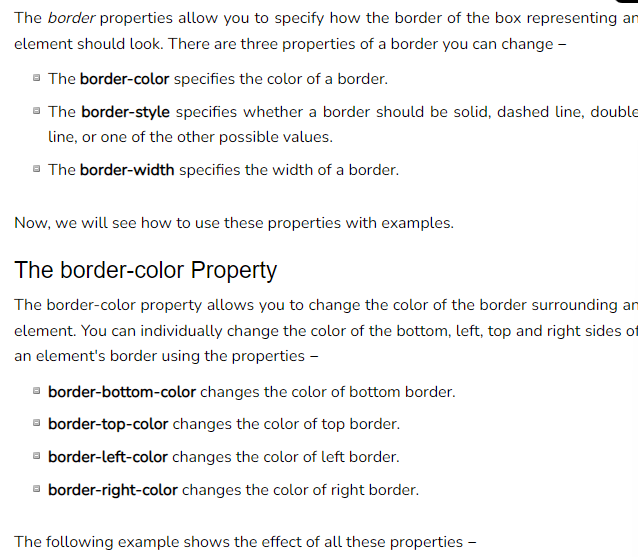 The border properties allow you to specify how the border of the box representing an
element should look. There are three properties of a border you can change −
The border-color specifies the color of a border.
The border-style specifies whether a border should be solid, dashed line, double
line, or one of the other possible values.
The border-width specifies the width of a border.
Now, we will see how to use these properties with examples.
The border-color Property
The border-color property allows you to change the color of the border surrounding an
element. You can individually change the color of the bottom, left, top and right sides of
an element's border using the properties −
border-bottom-color changes the color of bottom border.
border-top-color changes the color of top border.
border-left-color changes the color of left border.
border-right-color changes the color of right border.
The following example shows the effect of all these properties −